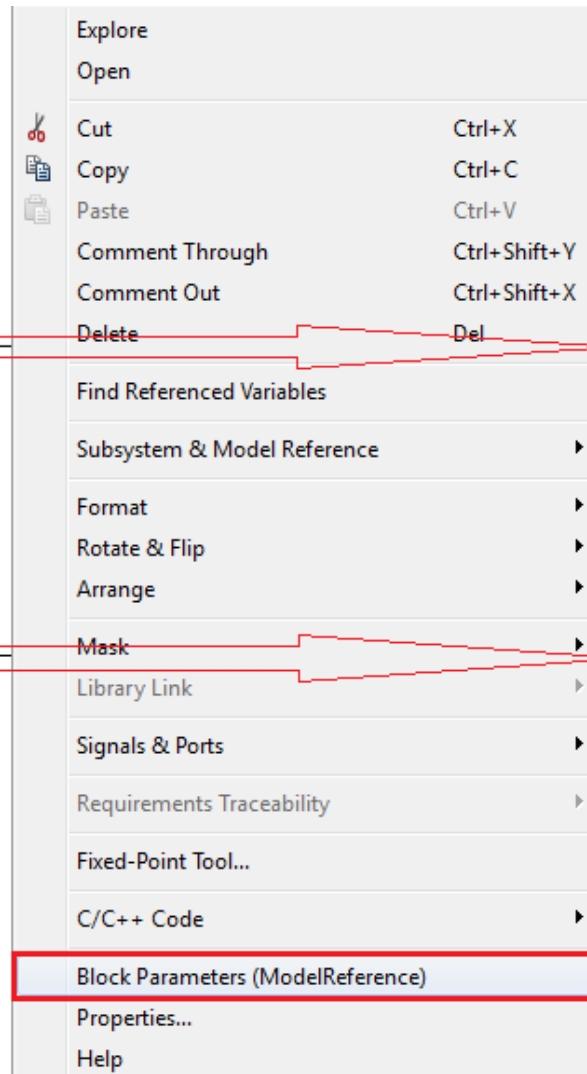 Explore
Open
Cut Ctrl+X
Copy Ctrl+C
Paste Ctrl+V
Comment Through Ctrl+Shift+Y
Comment Out Ctrl+Shift+X
Delete Del
Find Referenced Variables
Subsystem & Model Reference
Format
Rotate & Flip
Arrange
Mask
Library Link
Signals & Ports
Requirements Traceability
Fixed-Point Tool...
C/C++ Code
Block Parameters (ModelReference)
Properties...
Help